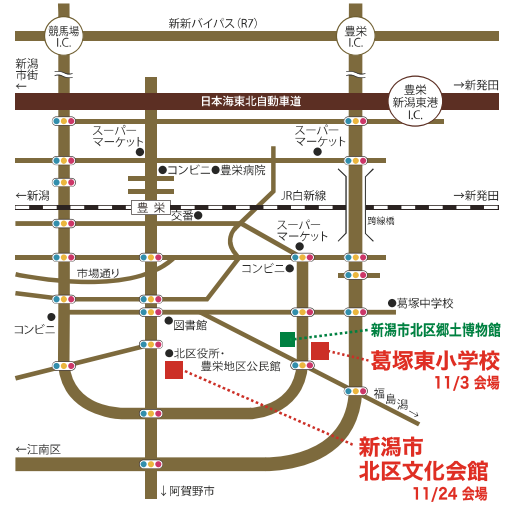 新新バイパス（R7）
競馬場
I.C.
豊栄
I.C.
新潟
市街
←
→新発田
豊栄
新潟東港
I.C.
日本海東北自動車道
スーパー
マーケット
スーパー
マーケット
コンビニ
豊栄病院
JR白新線
←新潟
→新発田
豊 栄
交番
跨線橋
スーパー
マーケット
コンビニ
市場通り
葛塚中学校
コンビニ
図書館
新潟市北区郷土博物館
北区役所・
豊栄地区公民館
葛塚東小学校
11/3 会場
福島潟→
新潟市
北区文化会館
11/24 会場
←江南区
↓阿賀野市